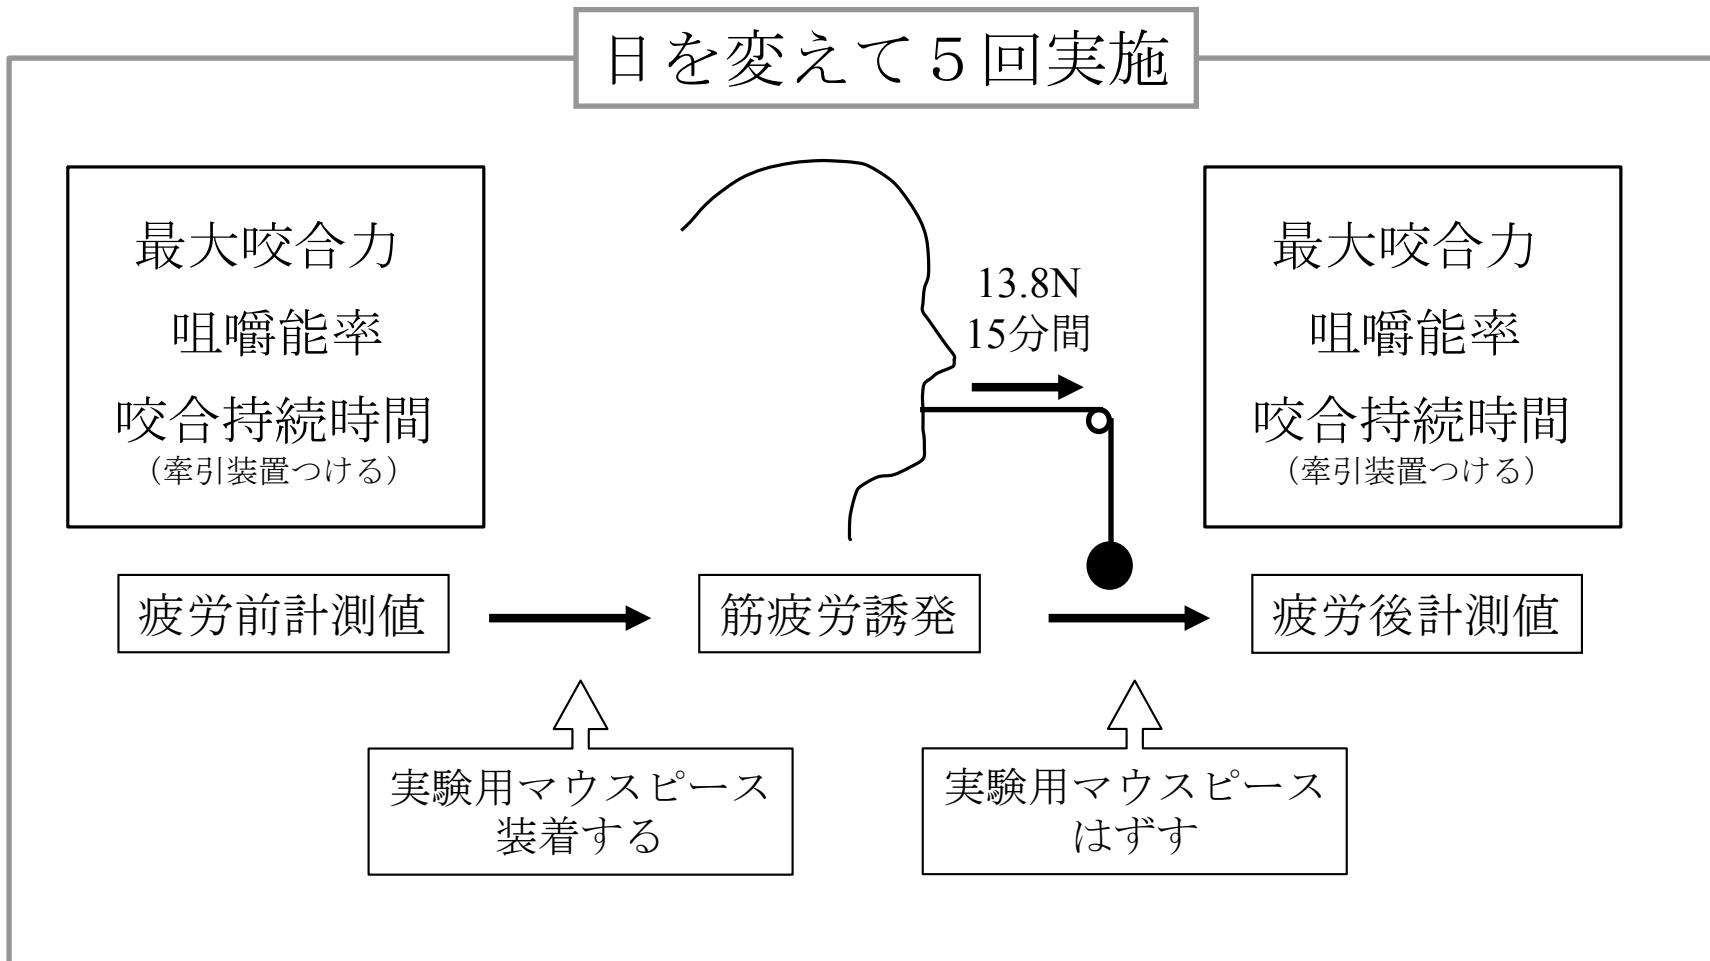 日を変えて５回実施
最大咬合力
咀嚼能率
咬合持続時間
（牽引装置つける）
13.8N
15分間
最大咬合力
咀嚼能率
咬合持続時間
（牽引装置つける）
疲労前計測値
筋疲労誘発
疲労後計測値
実験用マウスピース
装着する
実験用マウスピース
はずす